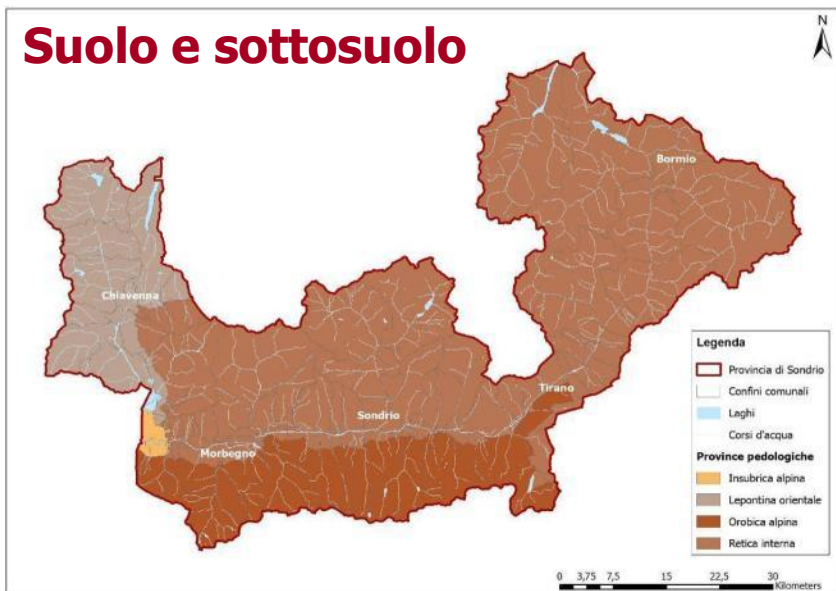 Suolo e sottosuolo
N
Bormio
Chiavenna
Tirano
Sondrio
Morbegno
Legenda
Provincia di Sondrio
Confini comunali
Laghi
Corsi d'acqua
Province pedologiche
Insubrica alpina
Lepontina orientale
Orobica alpina
Retica interna
0 3,75 7,5 15 22,5 30
Kilometers